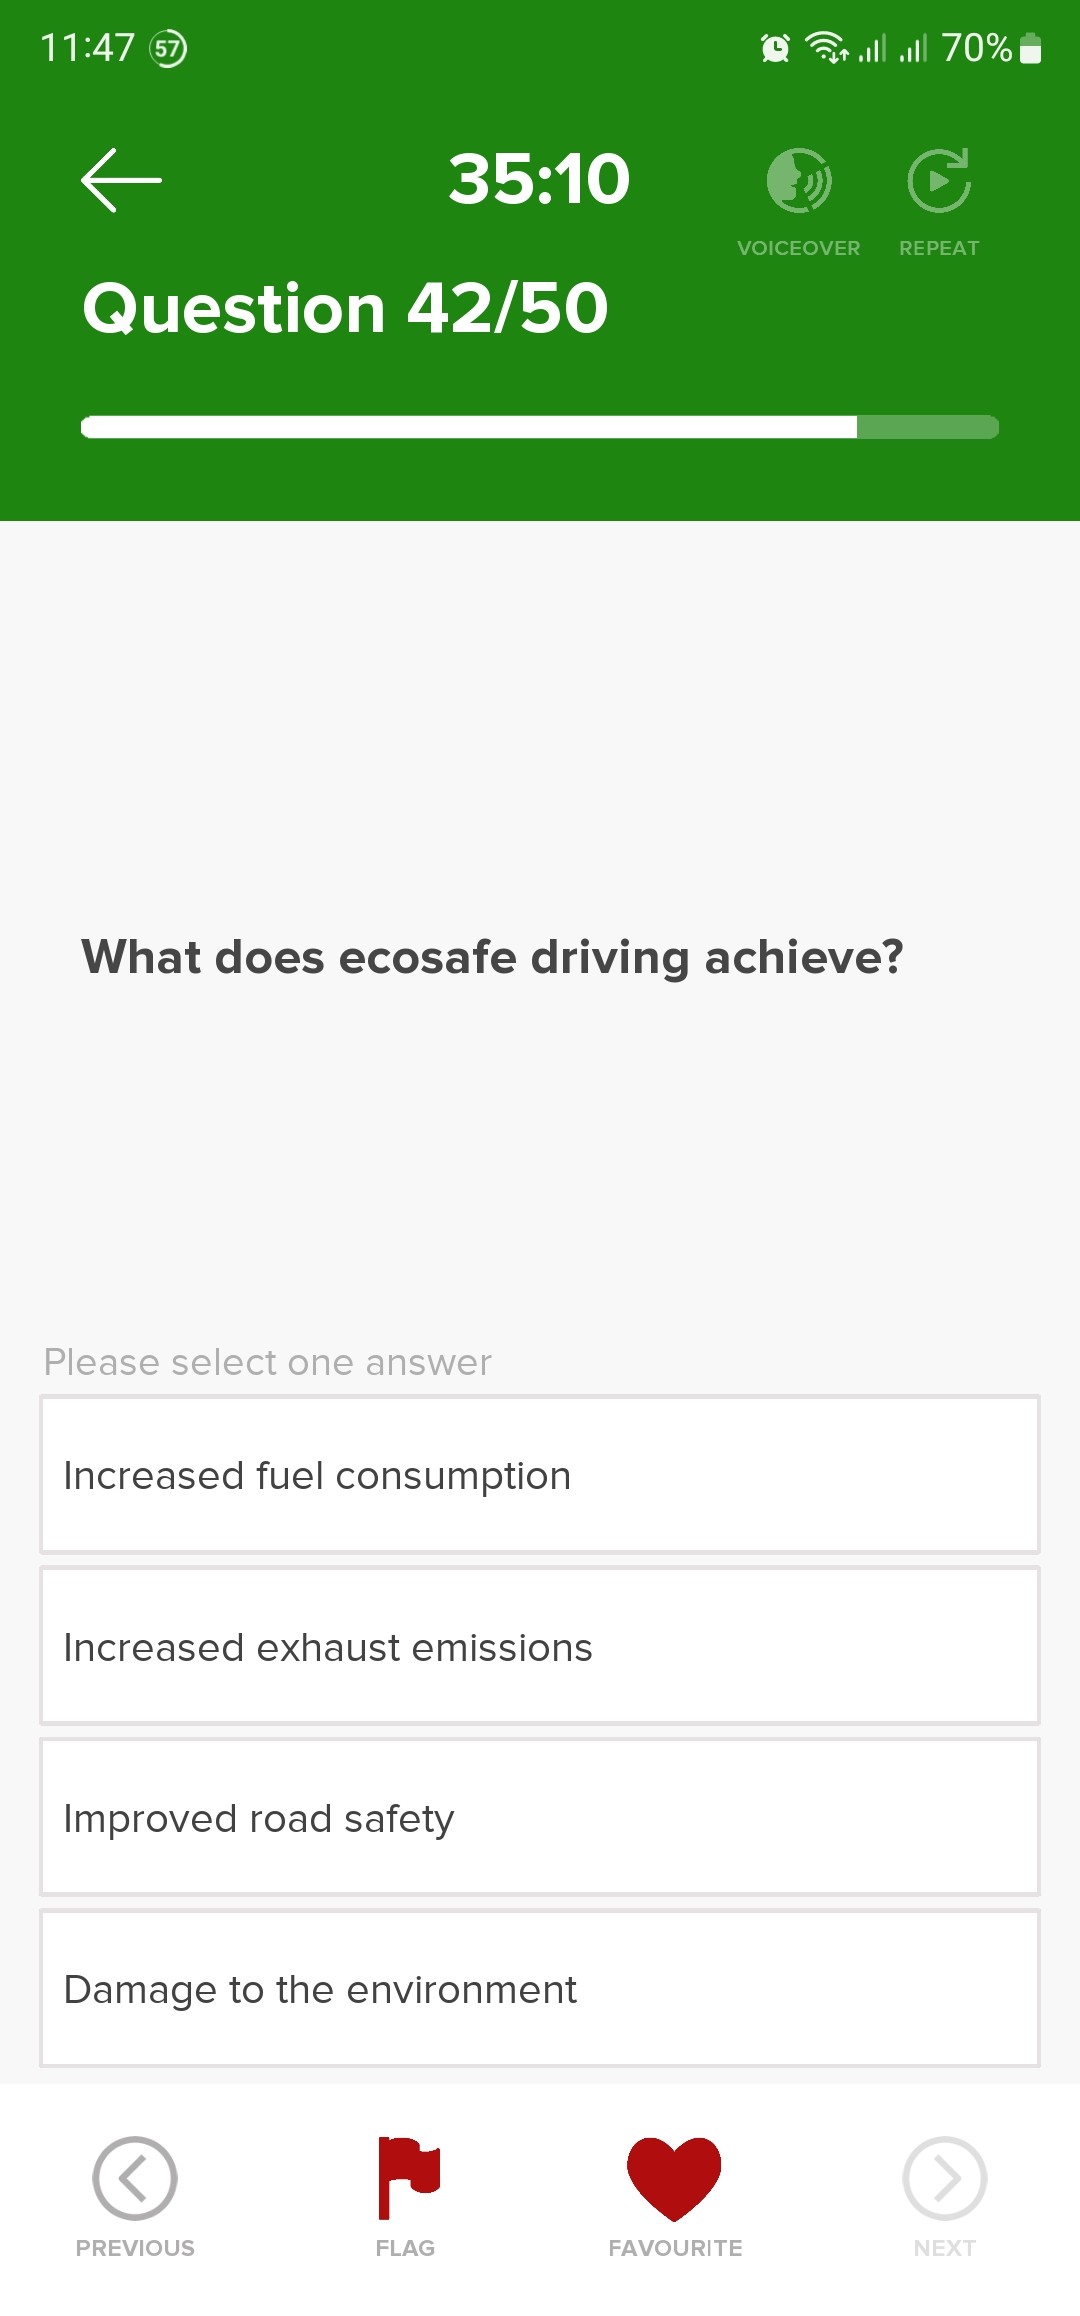 11:47 57 70%
35:10
VOICEOVER REPEAT
Question 42/50
What does ecosafe driving achieve?
Please select one answer
Increased fuel consumption
Increased exhaust emissions
Improved road safety
Damage to the environment
PREVIOUS FLAG FAVOURITE NEXT